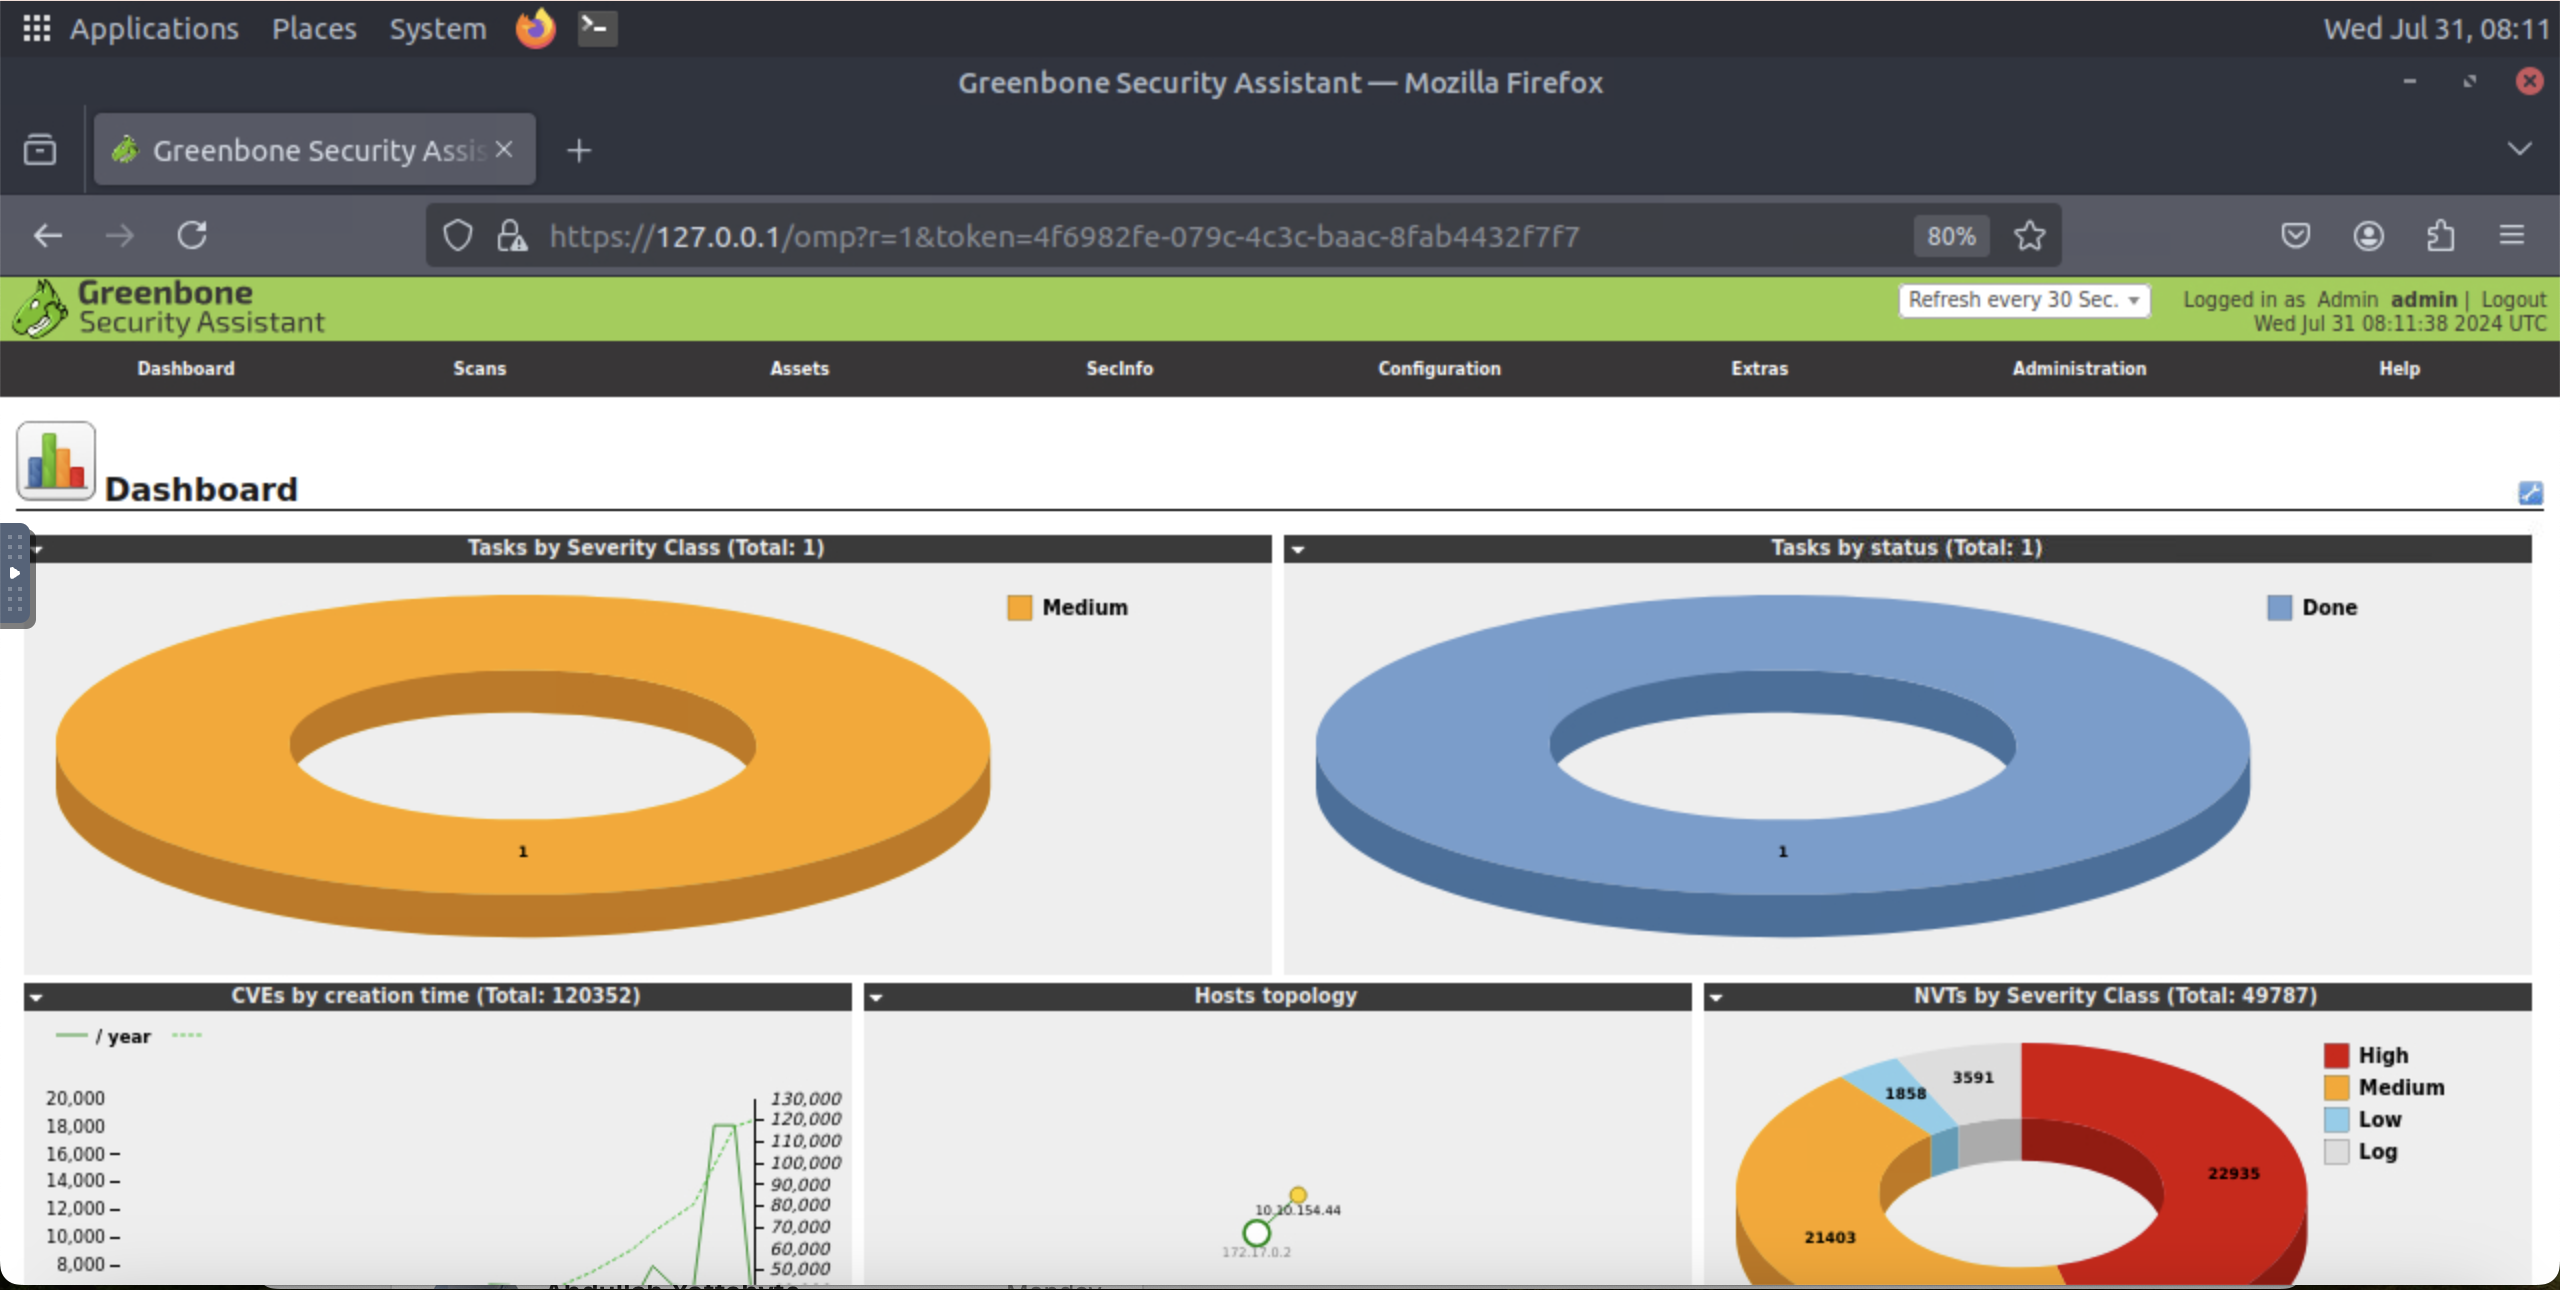 Applications Places System Wed Jul 31, 08:11
Greenbone Security Assistant — Mozilla Firefox
Greenbone Security Assis
https://127.0.0.1/omp?r=1&token=4f6982fe-079c-4c3c-baac-8fab4432f7f7 80%
Greenbone
Security Assistant
Refresh every 30 Sec. Logged in as Admin admin | Logout
Wed Jul 31 08:11:38 2024 UTC
Dashboard Scans Assets SecInfo Configuration Extras Administration Help
Dashboard
Tasks by Severity Class (Total: 1)
Medium
1
Tasks by status (Total: 1)
Done
1
CVEs by creation time (Total: 120352)
/ year
20,000
18,000
16,000
14,000
12,000
10,000
8,000
130,000
120,000
110,000
100,000
90,000
80,000
70,000
60,000
50,000
Hosts topology
10.10.154.44
172.17.0.2
NVTs by Severity Class (Total: 49787)
High
Medium
Low
Log
3591
1858
22935
21403